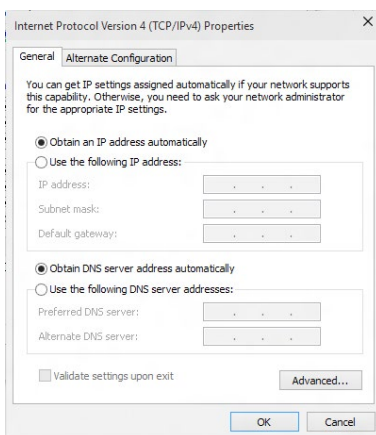 Internet Protocol Version 4 (TCP/IPv4) Properties
General
Alternate Configuration
You can get IP settings assigned automatically if your network supports
this capability. Otherwise, you need to ask your network administrator
for the appropriate IP settings.
Obtain an IP address automatically
Use the following IP address:
IP address:
Subnet mask:
Default gateway:
Obtain DNS server address automatically
Use the following DNS server addresses:
Preferred DNS server:
Alternate DNS server:
Validate settings upon exit
Advanced...
OK
Cancel